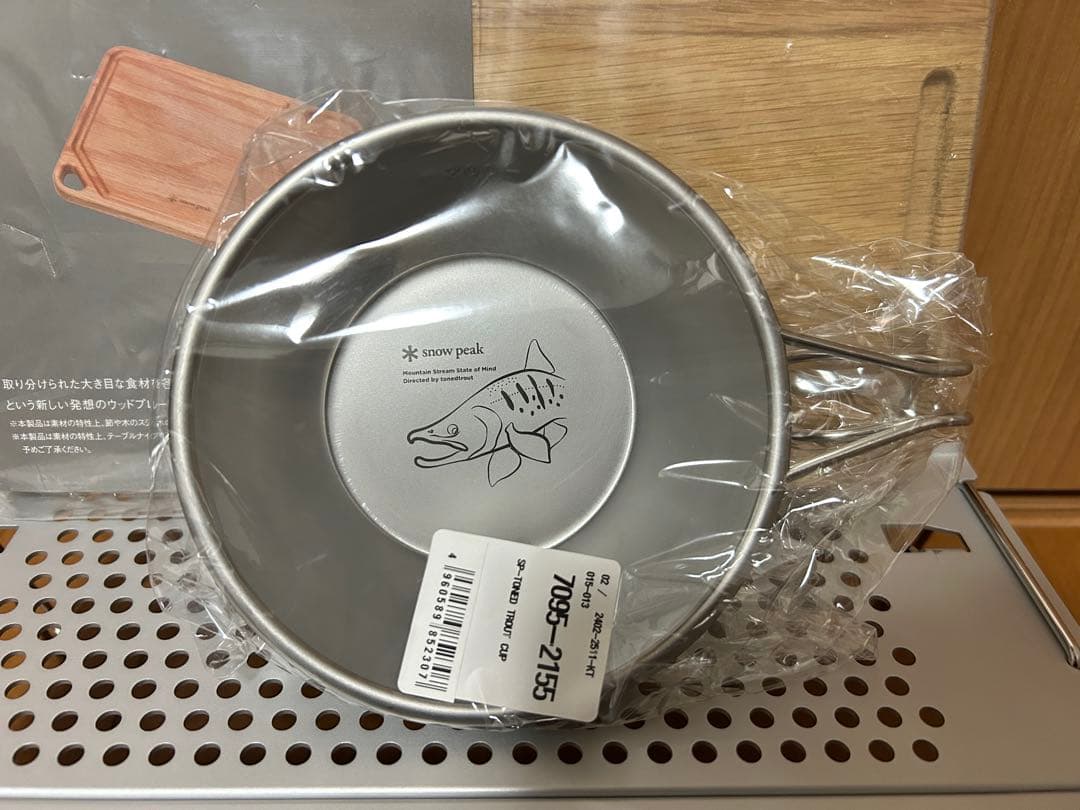 snow peak
取り分けられた大き目な食材を
という新しい発想のウッドプレー
※本製品は素材の特性上、節や木のスジ
※本製品は素材の特性上、テーブルナイ
予めご了承ください。
snow peak
Mountain Stream State of Mind
Directed by tonedtrout
02 / 2402-2511-KT
015-013
7095-2155
SP-TONED TROUT CUP
4 960589 852307